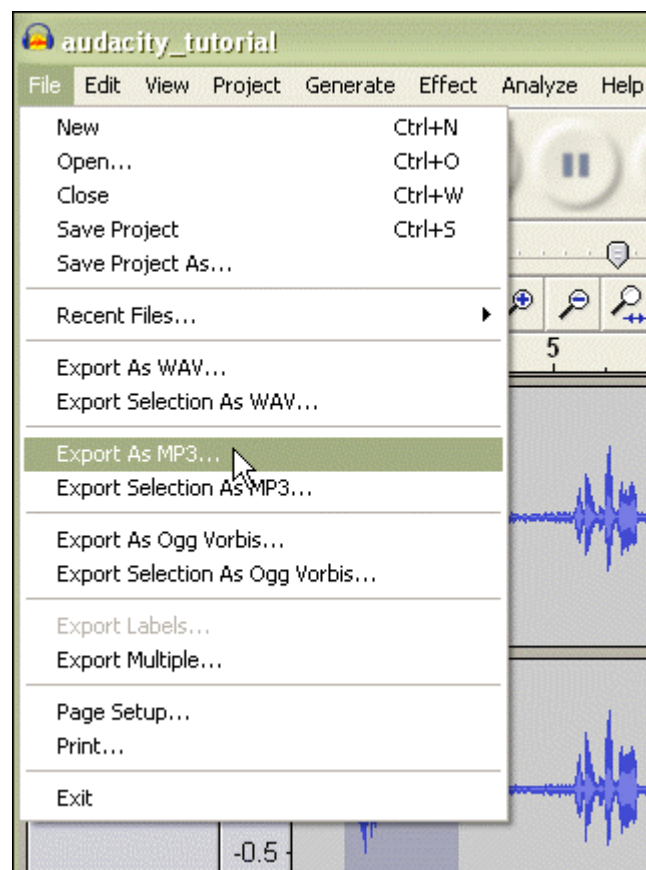 audacity_tutorial
File Edit View Project Generate Effect Analyze Help
New Ctrl+N
Open... Ctrl+O
Close Ctrl+W
Save Project Ctrl+S
Save Project As...
Recent Files...
5
Export As WAV...
Export Selection As WAV...
Export As MP3...
Export Selection As MP3...
Export As Ogg Vorbis...
Export Selection As Ogg Vorbis...
Export Labels...
Export Multiple...
Page Setup...
Print...
Exit
-0.5